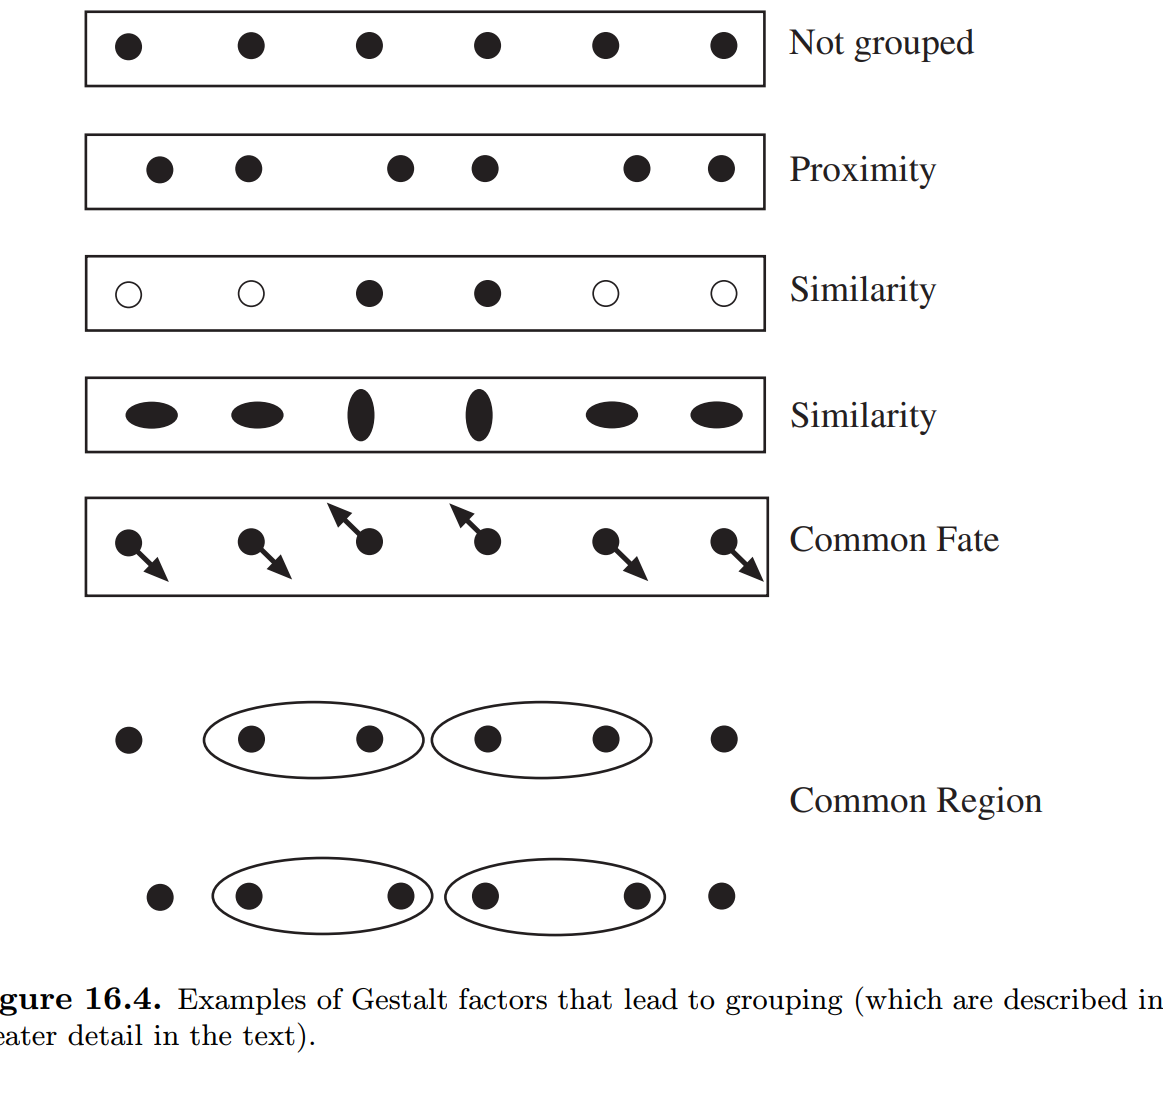 Not grouped
Proximity
Similarity
Similarity
Common Fate
Common Region
gure 16.4. Examples of Gestalt factors that lead to grouping (which are described in
eater detail in the text).